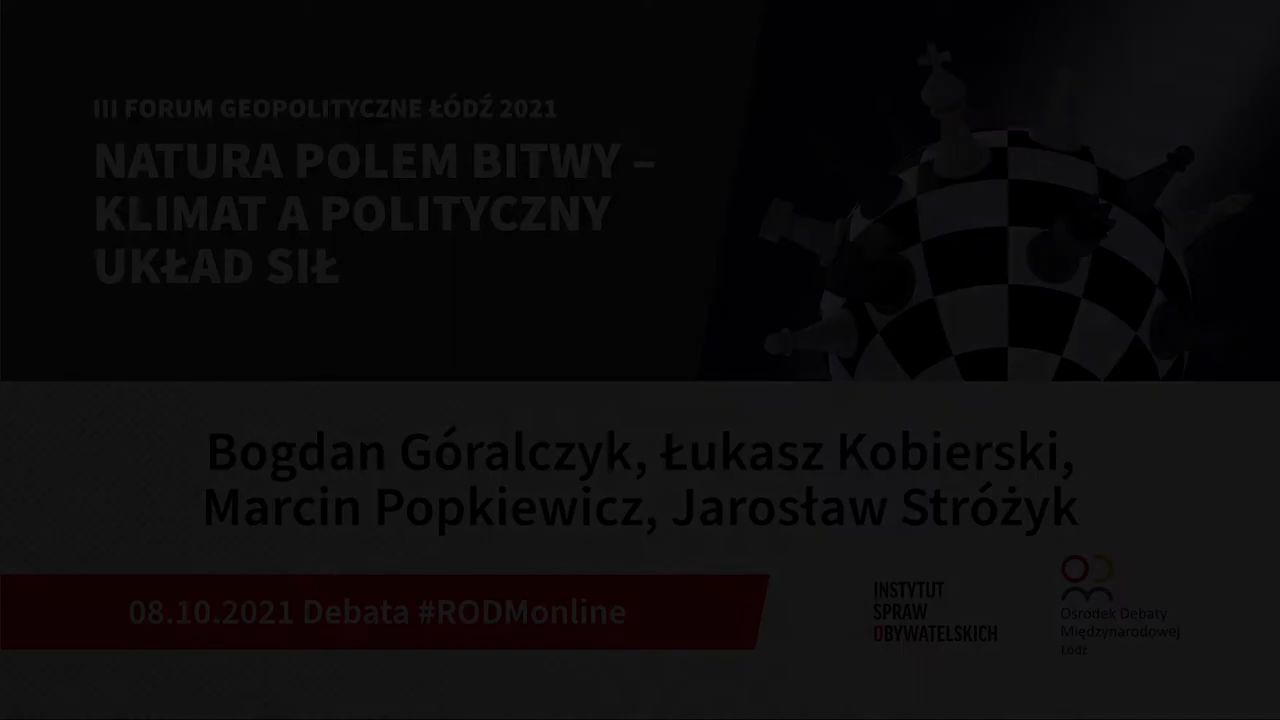 III FORUM GEOPOLITYCZNE ŁÓDŹ 2021
NATURA POLEM BITWY –
KLIMAT A POLITYCZNY
UKŁAD SIŁ
Bogdan Góralczyk, Łukasz Kobierski,
Marcin Popkiewicz, Jarosław Stróżyk
08.10.2021 Debata #RODMonline
INSTYTUT
SPRAW
OBYWATELSKICH
Ośrodek Debaty
Międzynarodowej
Łódź